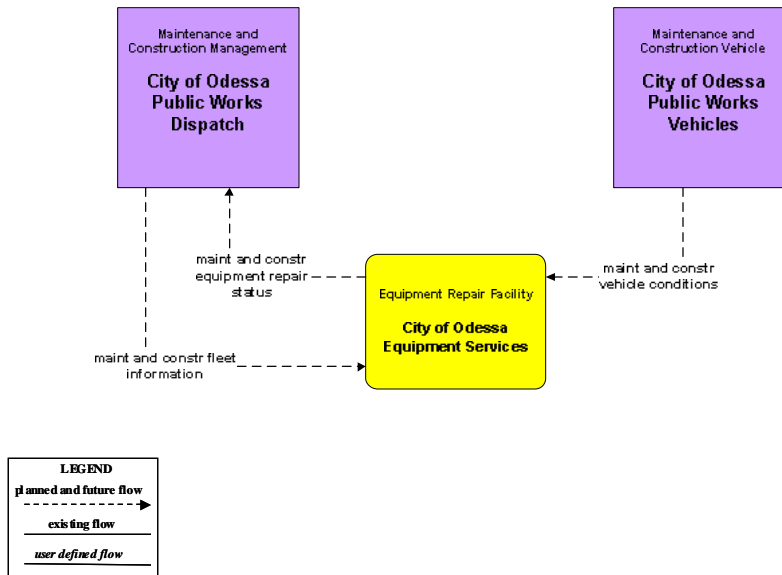 Maintenance and
Construction Management
City of Odessa
Public Works
Dispatch
Maintenance and
Construction Vehicle
City of Odessa
Public Works
Vehicles
maint and constr
equipment repair
status
maint and constr
vehicle conditions
Equipment Repair Facility
City of Odessa
Equipment Services
maint and constr fleet
information
LEGEND
planned and future flow
existing flow
user defined flow